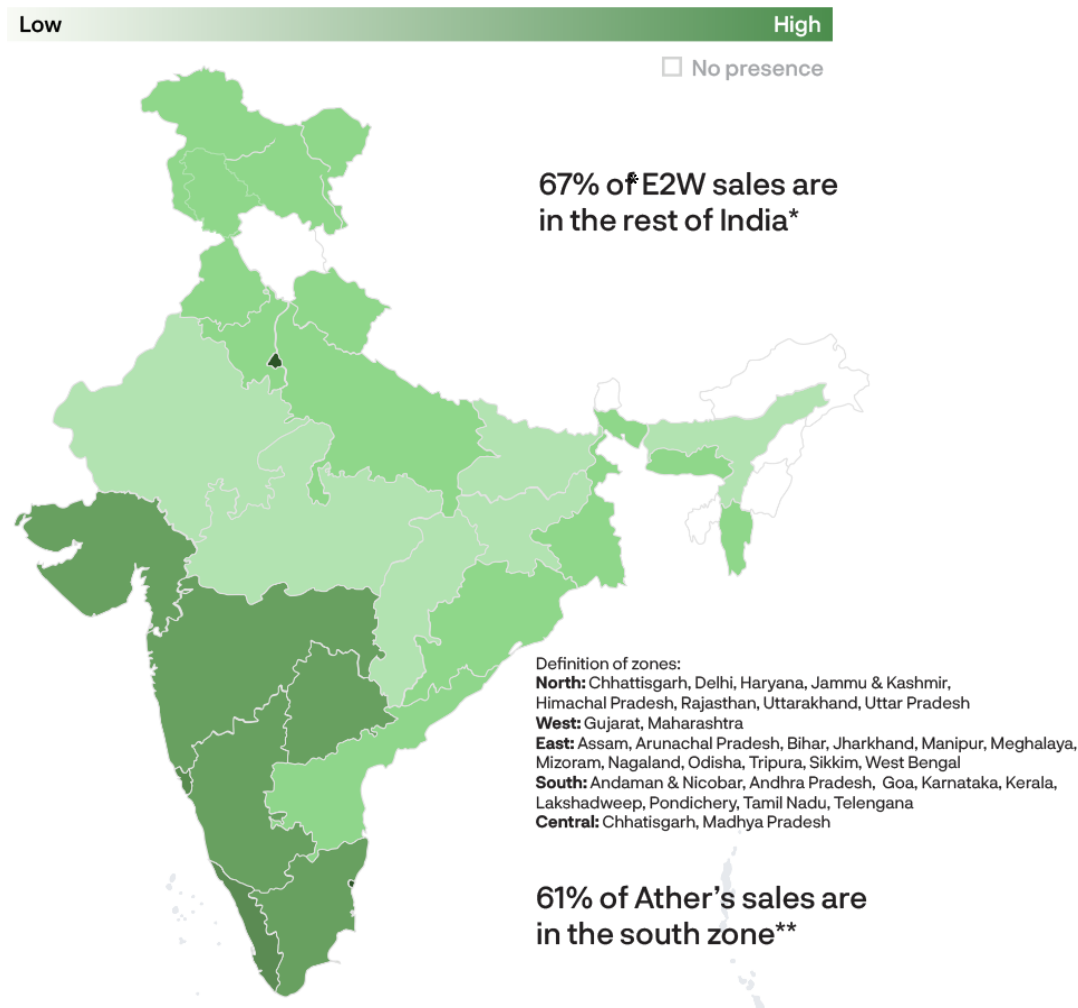 Low
High
No presence
67% of* E2W sales are
in the rest of India*
Definition of zones:
North: Chhattisgarh, Delhi, Haryana, Jammu & Kashmir,
Himachal Pradesh, Rajasthan, Uttarakhand, Uttar Pradesh
West: Gujarat, Maharashtra
East: Assam, Arunachal Pradesh, Bihar, Jharkhand, Manipur, Meghalaya,
Mizoram, Nagaland, Odisha, Tripura, Sikkim, West Bengal
South: Andaman & Nicobar, Andhra Pradesh, Goa, Karnataka, Kerala,
Lakshadweep, Pondichery, Tamil Nadu, Telengana
Central: Chhatisgarh, Madhya Pradesh
61% of Ather's sales are
in the south zone**